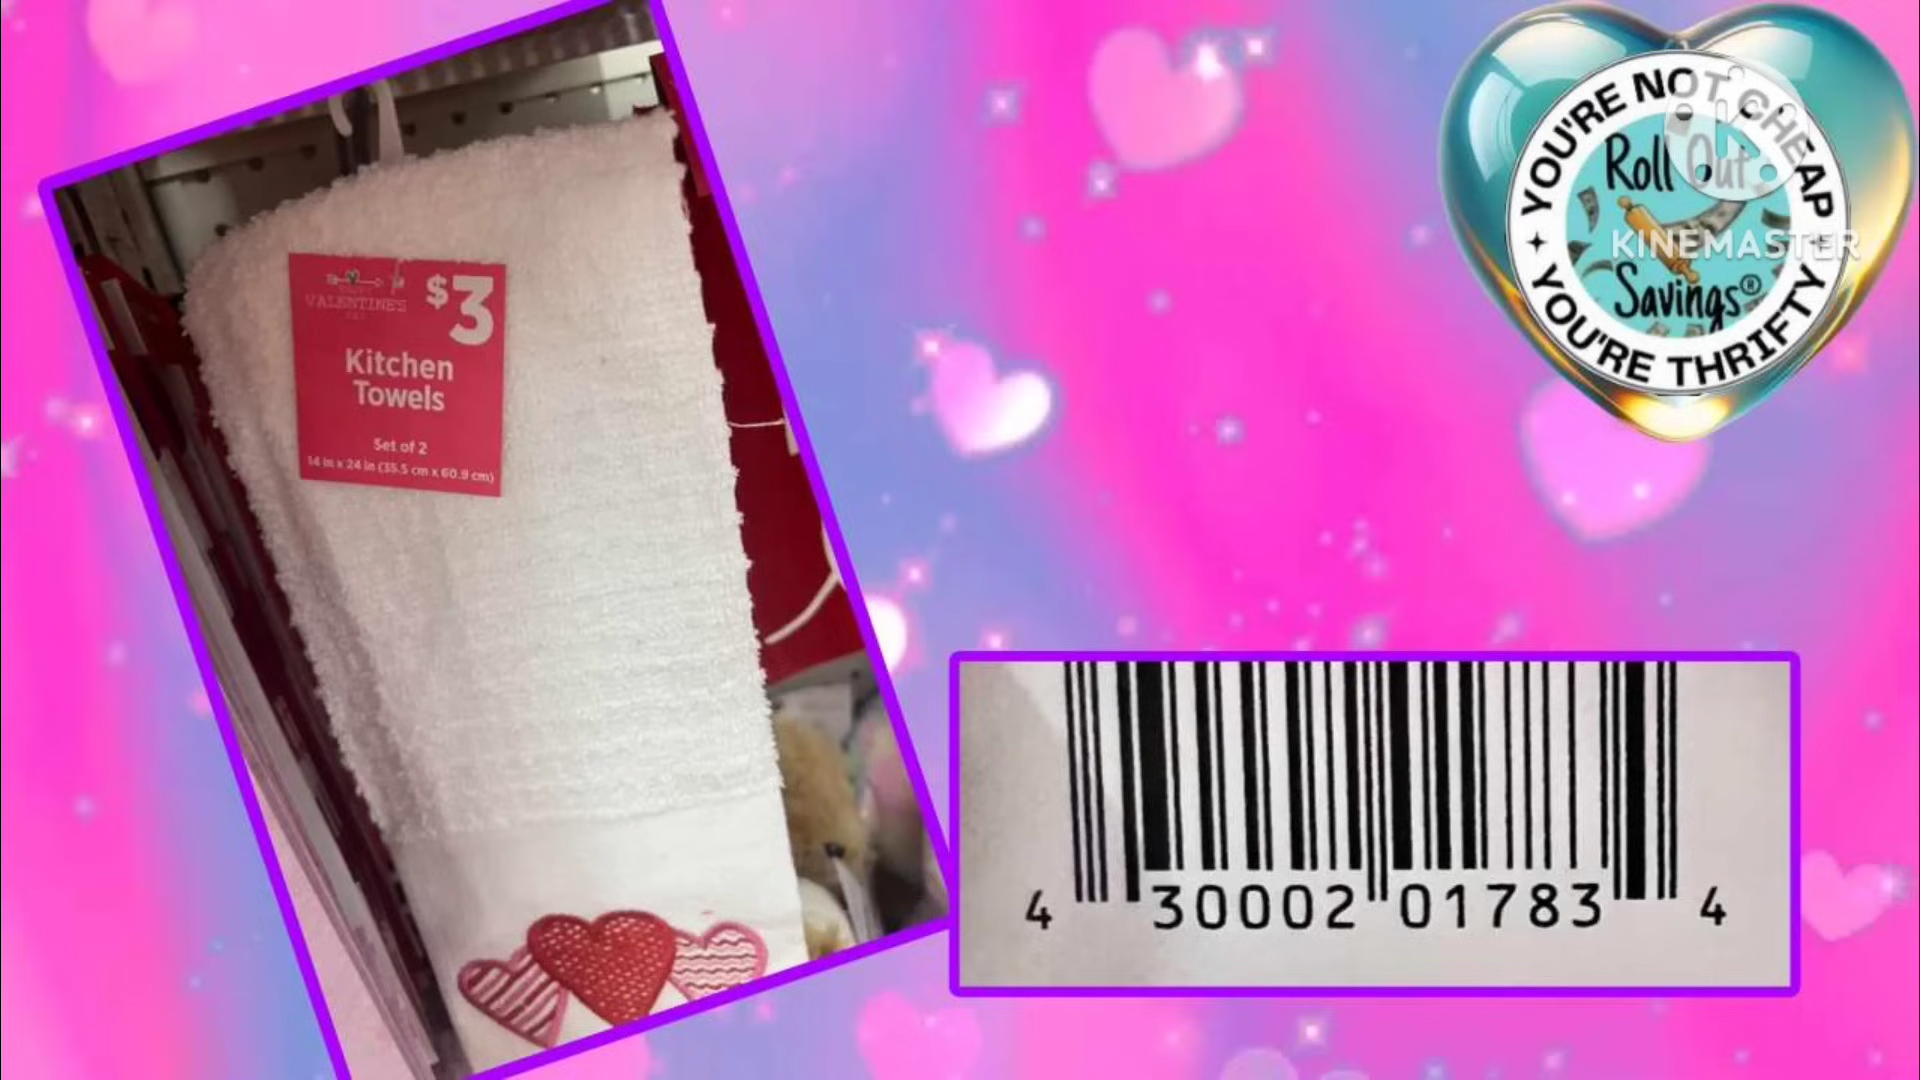 VALENTINE'S
$3
Kitchen
Towels
Set of 2
14 in x 24 in (35.5 cm x 60.9 cm)
YOU'RE NOT CHEAP
Roll Out
Savings®
YOU'RE THRIFTY
KINEMASTER
4 30002 01783 4